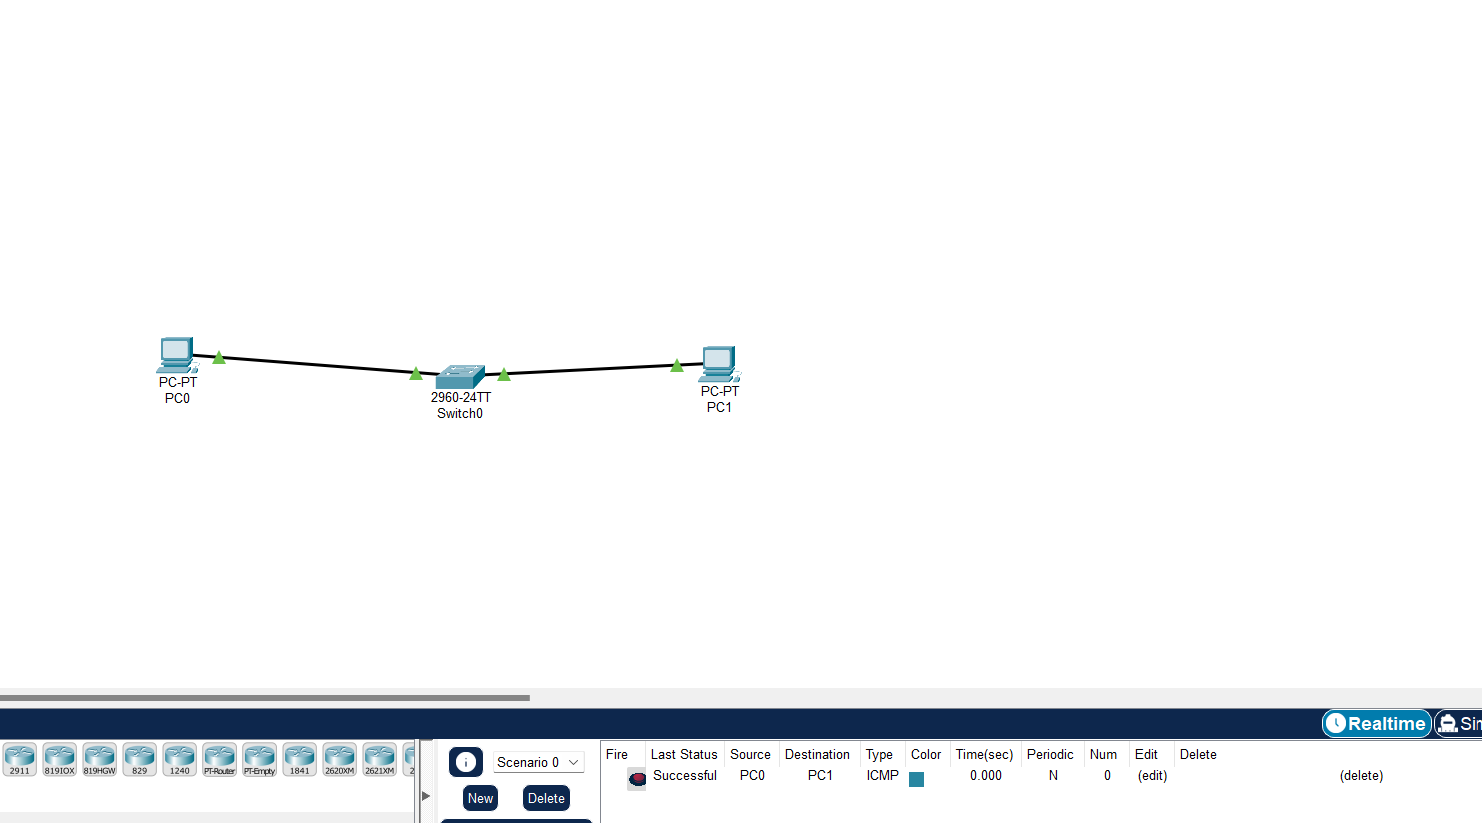 PC-PT
PC0
2960-24TT
Switch0
PC-PT
PC1
Realtime
Sim
2911
819IOX
819HGW
829
1240
PT-Router
PT-Empty
1841
2620XM
2621XM
2
Scenario 0
New
Delete
Fire Last Status Source Destination Type Color Time(sec) Periodic Num Edit Delete
Successful PC0 PC1 ICMP 0.000 N 0 (edit) (delete)